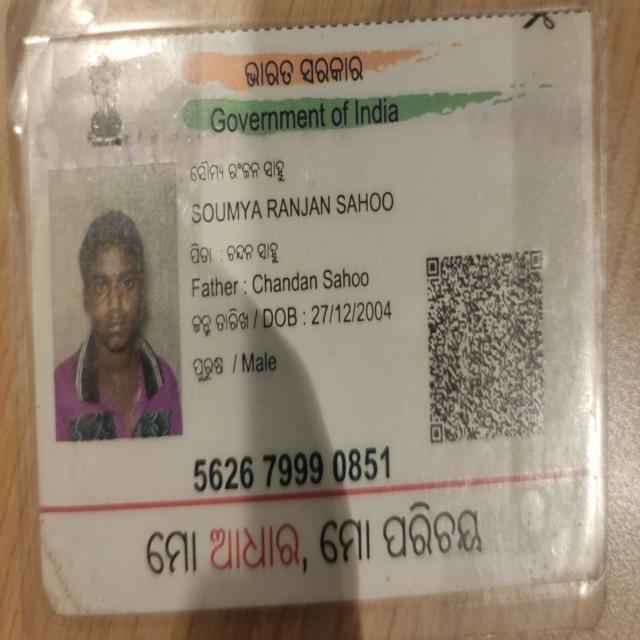 ଭାରତ ସରକାର
Government of India
ସୌମ୍ୟ ରଂଜନ ସାହୁ
SOUMYA RANJAN SAHOO
ପିତା : ଚନ୍ଦନ ସାହୁ
Father : Chandan Sahoo
ଜନ୍ମ ତାରିଖ / DOB : 27/12/2004
ପୁରୁଷ / Male
5626 7999 0851
ମୋ ଆଧାର, ମୋ ପରିଚୟ